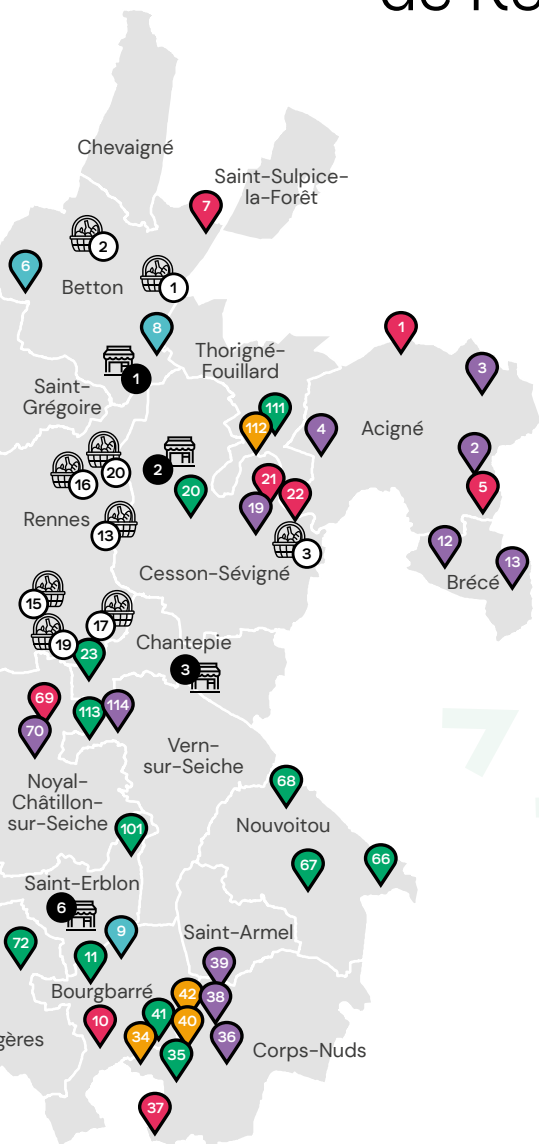 Chevaigné
Saint-Sulpice-
la-Forêt
7
2
6
Betton
1
8
1
3
1
Thorigné-
Fouillard
Saint-
Grégoire
111
112
4
Acigné
2
5
20
16
2
20
21
22
19
Rennes
13
3
12
13
Cesson-Sévigné
Brécé
15
17
19
23
Chantepie
3
69
70
113
114
Vern-
sur-Seiche
68
Noyal-
Châtillon-
sur-Seiche
101
Nouvoitou
67
66
Saint-Erblon
6
9
72
11
Saint-Armel
39
Bourgbarré
42
38
41
40
10
34
36
35
gères
Corps-Nuds
37